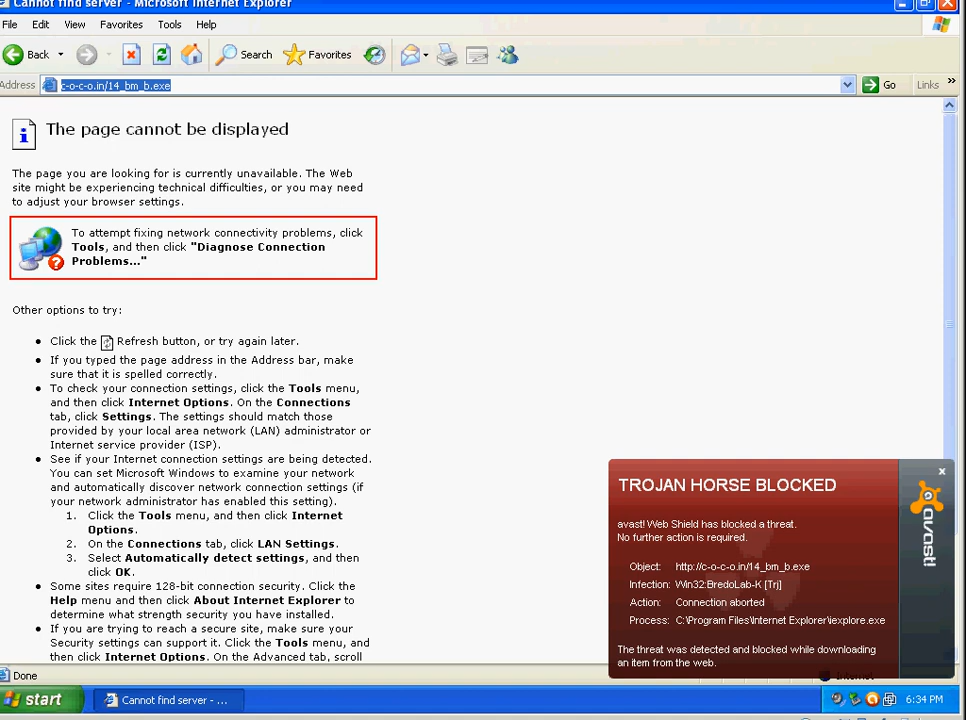 Cannot find server - Microsoft Internet Explorer
File Edit View Favorites Tools Help
Back Search Favorites
Address c-o-c-o.in/14_bm_b.exe Go Links »
The page cannot be displayed
The page you are looking for is currently unavailable. The Web
site might be experiencing technical difficulties, or you may need
to adjust your browser settings.
To attempt fixing network connectivity problems, click
Tools, and then click "Diagnose Connection
Problems..."
Other options to try:
• Click the Refresh button, or try again later.
• If you typed the page address in the Address bar, make
sure that it is spelled correctly.
• To check your connection settings, click the Tools menu,
and then click Internet Options. On the Connections
tab, click Settings. The settings should match those
provided by your local area network (LAN) administrator or
Internet service provider (ISP).
• See if your Internet connection settings are being detected.
You can set Microsoft Windows to examine your network
and automatically discover network connection settings (if
your network administrator has enabled this setting).
1. Click the Tools menu, and then click Internet
Options.
2. On the Connections tab, click LAN Settings.
3. Select Automatically detect settings, and then
click OK.
• Some sites require 128-bit connection security. Click the
Help menu and then click About Internet Explorer to
determine what strength security you have installed.
• If you are trying to reach a secure site, make sure your
Security settings can support it. Click the Tools menu, and
then click Internet Options. On the Advanced tab, scroll
TROJAN HORSE BLOCKED
avast! Web Shield has blocked a threat.
No further action is required.
Object: http://c-o-c-o.in/14_bm_b.exe
Infection: Win32:BredoLab-K [Trj]
Action: Connection aborted
Process: C:\Program Files\Internet Explorer\iexplore.exe
The threat was detected and blocked while downloading
an item from the web.
avast!
Done
start Cannot find server - ... 6:34 PM